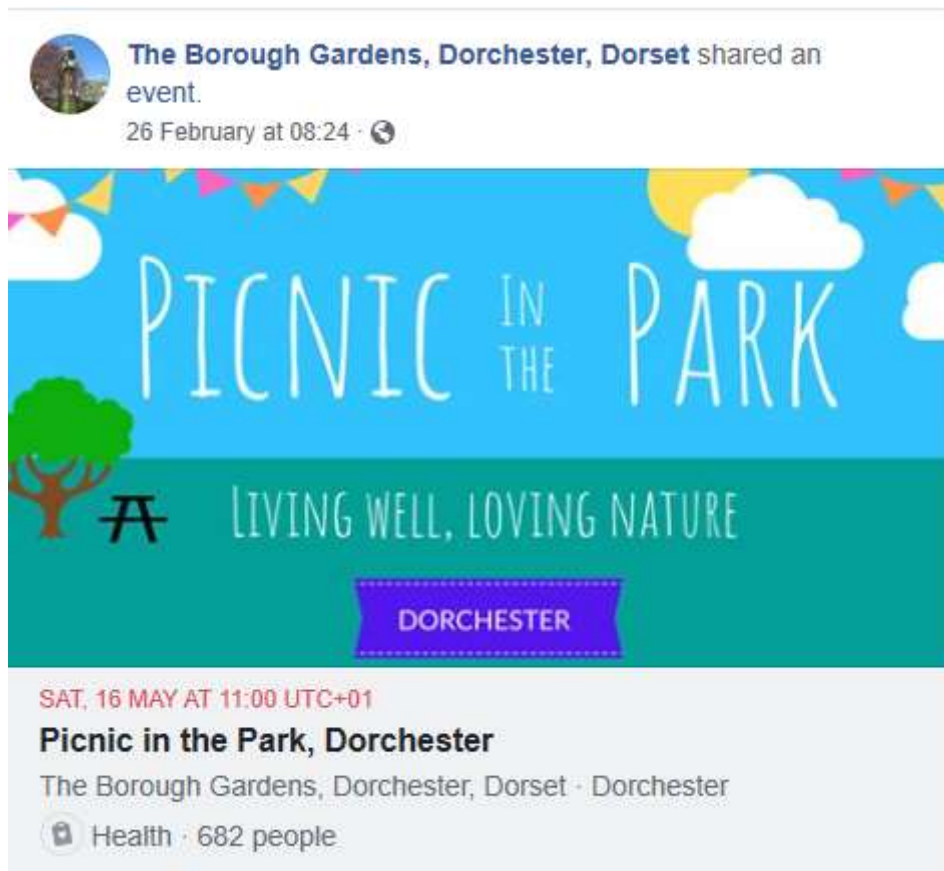 The Borough Gardens, Dorchester, Dorset shared an
event.
26 February at 08:24 ·
PICNIC IN THE PARK
LIVING WELL, LOVING NATURE
DORCHESTER
SAT, 16 MAY AT 11:00 UTC+01
Picnic in the Park, Dorchester
The Borough Gardens, Dorchester, Dorset · Dorchester
Health · 682 people